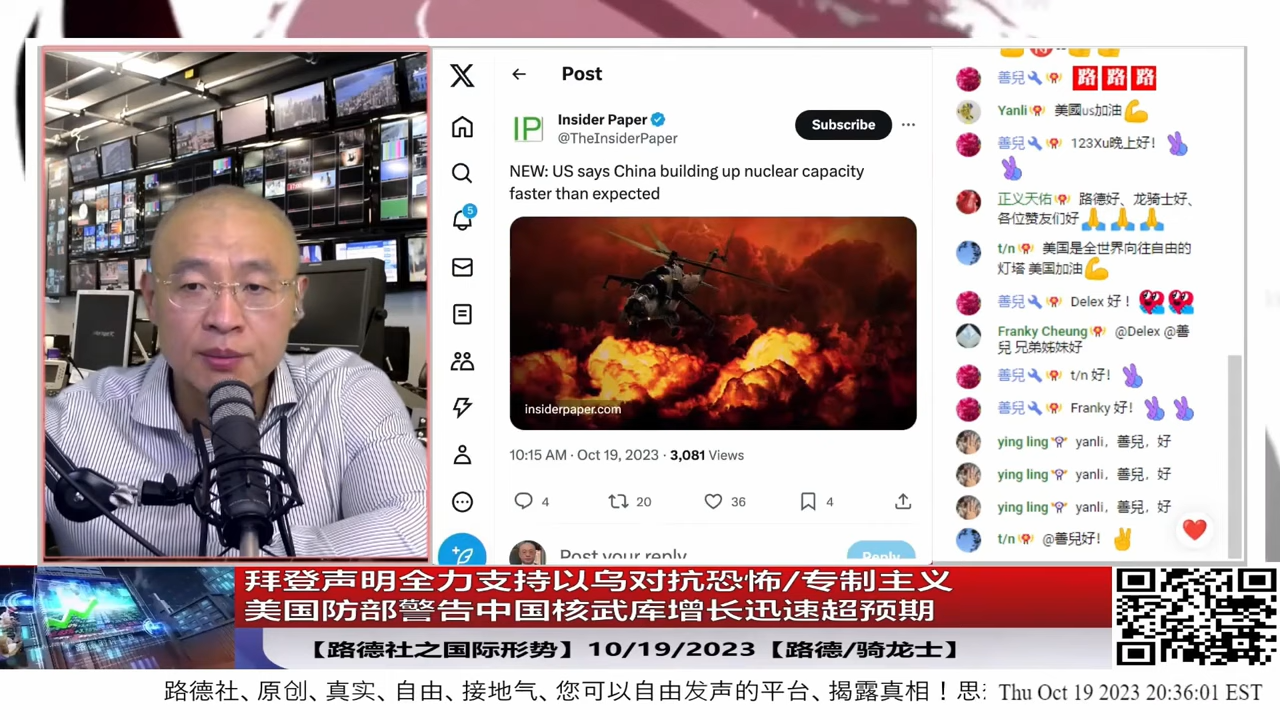 Post
Insider Paper
@TheInsiderPaper
Subscribe
NEW: US says China building up nuclear capacity
faster than expected
IP
5
insiderpaper.com
10:15 AM · Oct 19, 2023 · 3,081 Views
4
20
36
4
Post your reply
Reply
善兒 路路路
Yanli 美國us加油
善兒 123Xu晚上好!
正义天佑 路德好、龙骑士好、
各位赞友们好
t/n 美国是全世界向往自由的
灯塔 美国加油
善兒 Delex 好!
Franky Cheung @Delex @善
兒 兄弟姊妹好
善兒 t/n 好!
善兒 Franky 好!
ying ling yanli，善兒，好
ying ling yanli，善兒，好
ying ling yanli，善兒，好
t/n @善兒好!
拜登声明全力支持以乌对抗恐怖/专制主义
美国防部警告中国核武库增长迅速超预期
【路德社之国际形势】10/19/2023【路德/骑龙士】
路德社、原创、真实、自由、接地气、您可以自由发声的平台、揭露真相！思
Thu Oct 19 2023 20:36:01 EST